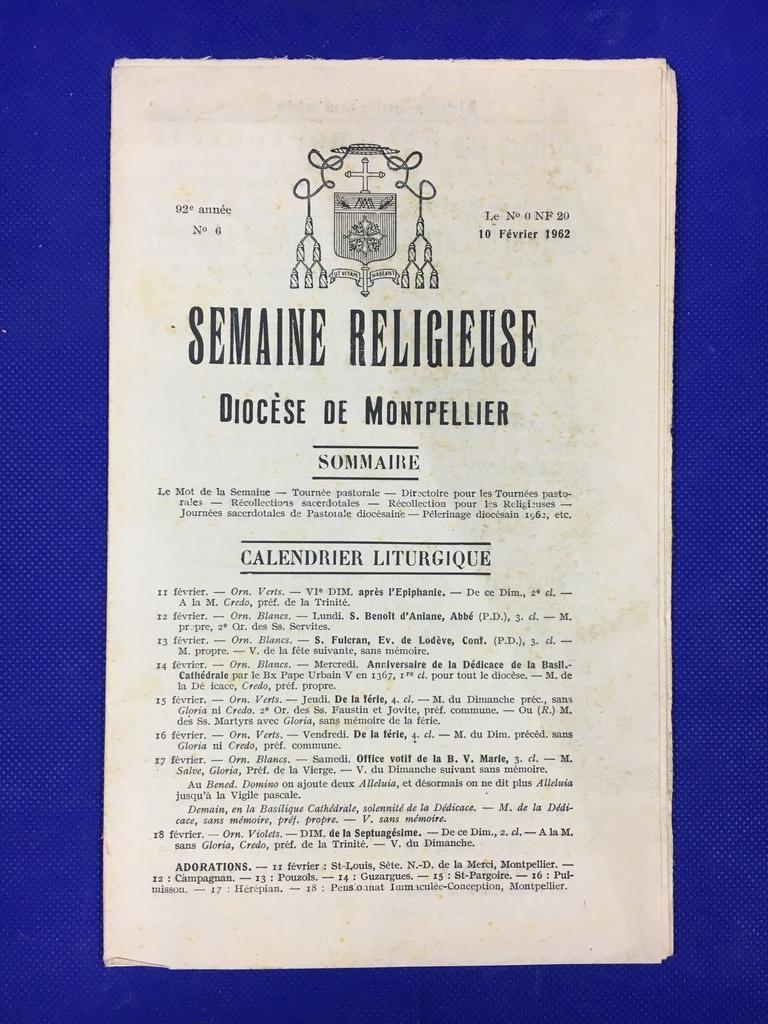 92e année
No 6
Le No 0 NF 20
10 Février 1962
UT VITAM HABEANT
SEMAINE RELIGIEUSE
DIOCÈSE DE MONTPELLIER
SOMMAIRE
Le Mot de la Semaine — Tournée pastorale — Directoire pour les Tournées pasto-
rales — Récollections sacerdotales — Récollection pour les Religieuses —
Journées sacerdotales de Pastorale diocésaine — Pélerinage diocésain 1962, etc.
CALENDRIER LITURGIQUE
11 février. — Orn. Verts. — VIe DIM. après l'Epiphanie. — De ce Dim., 2e cl. —
A la M. Credo, préf. de la Trinité.
12 février. — Orn. Blancs. — Lundi. S. Benoît d'Aniane, Abbé (P.D.), 3. cl. — M.
propre, 2e Or. des Ss. Servites.
13 février. — Orn. Blancs. — S. Fulcran, Ev. de Lodève, Conf. (P.D.), 3. cl. —
M. propre. — V. de la fête suivante, sans mémoire.
14 février. — Orn. Blancs. — Mercredi. Anniversaire de la Dédicace de la Basil.-
Cathédrale par le Bx Pape Urbain V en 1367, 1re cl. pour tout le diocèse. — M. de
la Dédicace, Credo, préf. propre.
15 février. — Orn. Verts. — Jeudi. De la férie, 4. cl. — M. du Dimanche préc., sans
Gloria ni Credo. 2e Or. des Ss. Faustin et Jovite, préf. commune. — Ou (R.) M.
des Ss. Martyrs avec Gloria, sans mémoire de la férie.
16 février. — Orn. Verts. — Vendredi. De la férie, 4. cl. — M. du Dim. précéd. sans
Gloria ni Credo, préf. commune.
17 février. — Orn. Blancs. — Samedi. Office votif de la B. V. Marie, 3. cl. — M.
Salve, Gloria, Préf. de la Vierge. — V. du Dimanche suivant sans mémoire.
Au Bened. Domino on ajoute deux Alleluia, et désormais on ne dit plus Alleluia
jusqu'à la Vigile pascale.
Demain, en la Basilique Cathédrale, solennité de la Dédicace. — M. de la Dédi-
cace, sans mémoire, préf. propre. — V. sans mémoire.
18 février. — Orn. Violets. — DIM. de la Septuagésime. — De ce Dim., 2. cl. — A la M.
sans Gloria, Credo, préf. de la Trinité. — V. du Dimanche.
ADORATIONS. — 11 février : St-Louis, Sète. N.-D. de la Merci, Montpellier. —
12 : Campagnan. — 13 : Pouzols. — 14 : Guzargues. — 15 : St-Pargoire. — 16 : Pul-
misson. — 17 : Hérépian. — 18 : Pensionat Immaculée-Conception, Montpellier.